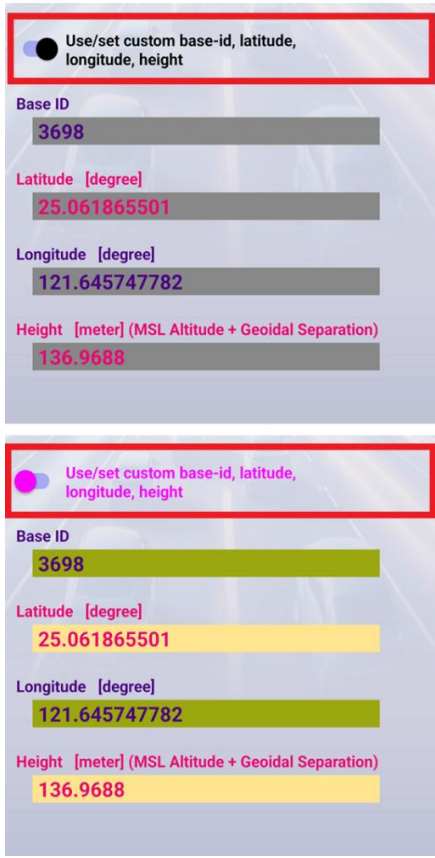 Use/set custom base-id, latitude,
longitude, height
Base ID
3698
Latitude [degree]
25.061865501
Longitude [degree]
121.645747782
Height [meter] (MSL Altitude + Geoidal Separation)
136.9688
Use/set custom base-id, latitude,
longitude, height
Base ID
3698
Latitude [degree]
25.061865501
Longitude [degree]
121.645747782
Height [meter] (MSL Altitude + Geoidal Separation)
136.9688